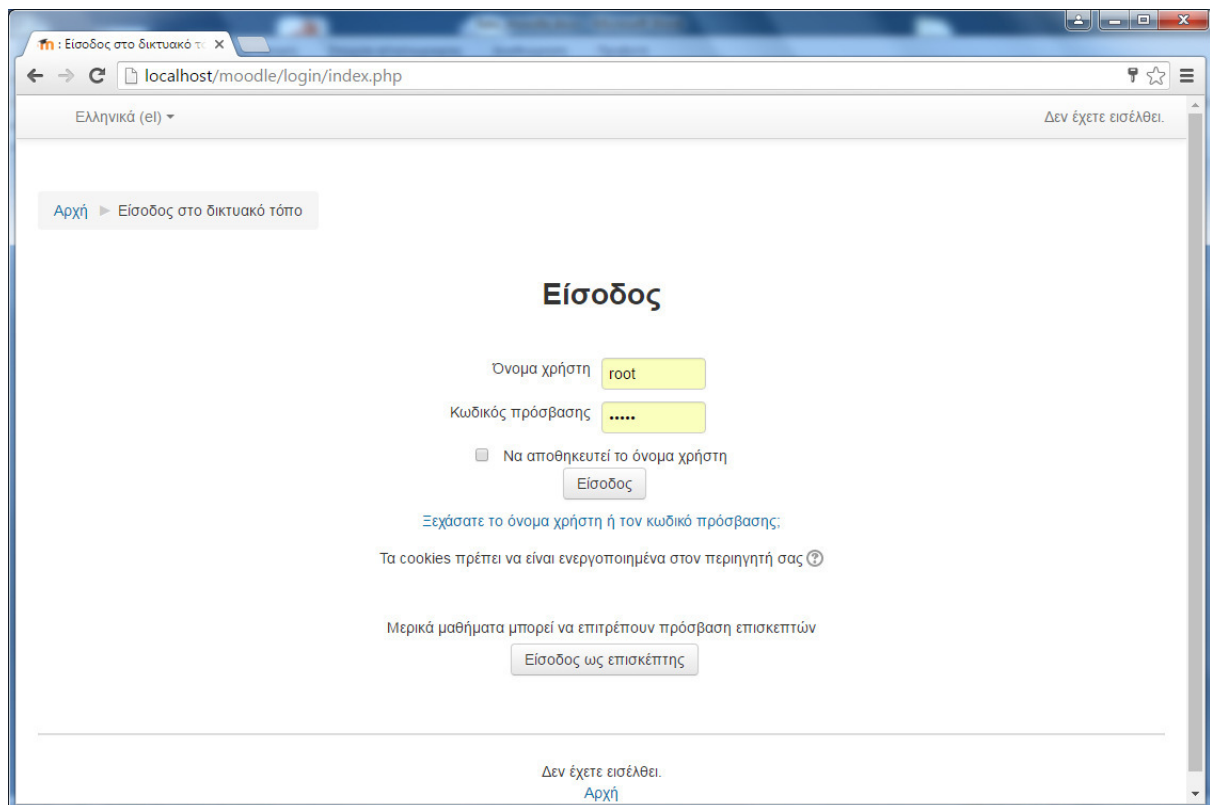 : Είσοδος στο δικτυακό τ
localhost/moodle/login/index.php
Ελληνικά (el)
Δεν έχετε εισέλθει.
Αρχή ► Είσοδος στο δικτυακό τόπο
Είσοδος
Όνομα χρήστη root
Κωδικός πρόσβασης •••••
Να αποθηκευτεί το όνομα χρήστη
Είσοδος
Ξεχάσατε το όνομα χρήστη ή τον κωδικό πρόσβασης;
Τα cookies πρέπει να είναι ενεργοποιημένα στον περιηγητή σας
Μερικά μαθήματα μπορεί να επιτρέπουν πρόσβαση επισκεπτών
Είσοδος ως επισκέπτης
Δεν έχετε εισέλθει.
Αρχή